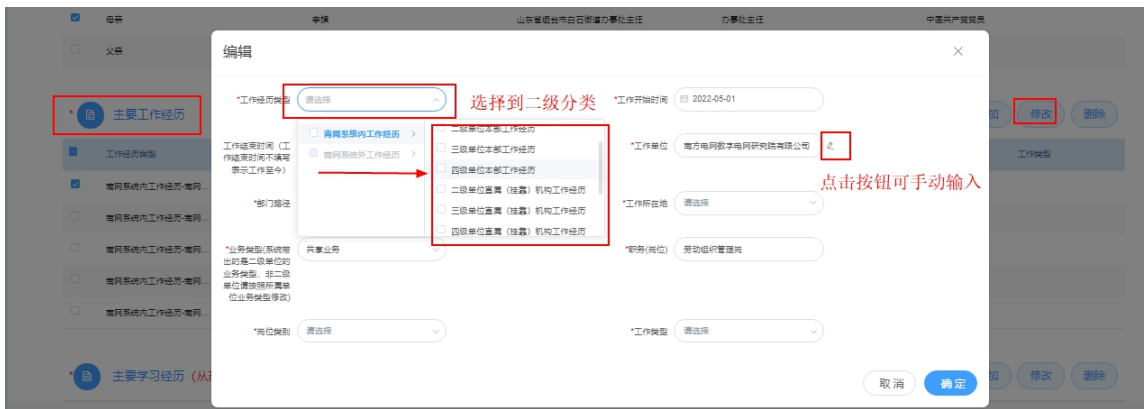 母亲 李旗 山东省烟台市白石街道办事处主任 办事处主任 中国共产党党员
父亲
编辑
*工作经历类型 请选择 选择到二级分类 *工作开始时间 2022-05-01
* 主要工作经历 加 修改 删除
南网系统内工作经历 二级单位本部工作经历
工作结束时间（工作结束时间不填写表示工作至今） 南网系统外工作经历 三级单位本部工作经历 *工作单位 南方电网数字电网研究院有限公司
工作经历类型 工作类型
四级单位本部工作经历
点击按钮可手动输入
南网系统内工作经历-南网... 二级单位直属（挂靠）机构工作经历
*部门路径 三级单位直属（挂靠）机构工作经历 *工作所在地 请选择
南网系统内工作经历-南网... 四级单位直属（挂靠）机构工作经历
南网系统内工作经历-南网... *业务类型(系统带出的是二级单位的业务类型，非二级单位请按照所属单位业务类型修改) 共享业务 *职务(岗位) 劳动组织管理岗
南网系统内工作经历-南网...
南网系统内工作经历-南网...
*岗位类别 请选择 *工作类型 请选择
* 主要学习经历（从 加 修改 删除
取消 确定